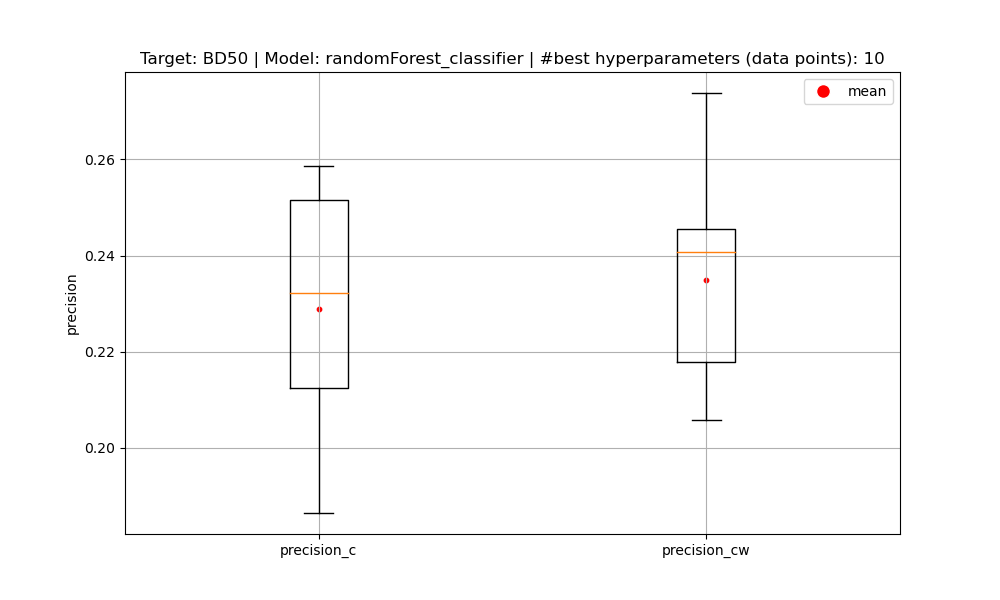 Target: BD50 | Model: randomForest_classifier | #best hyperparameters (data points): 10
mean
0.26
0.24
0.22
0.20
precision
precision_c
precision_cw